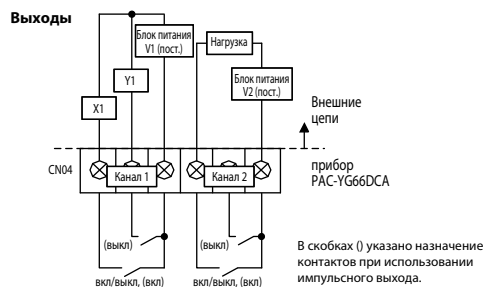 Выходы
Блок питания
V1 (пост.)
Нагрузка
Y1
Блок питания
V2 (пост.)
X1
Внешние
цепи
CN04
Канал 1
Канал 2
прибор
PAC-YG66DCA
(выкл)
(выкл)
вкл/выкл, (вкл)
вкл/выкл, (вкл)
В скобках () указано назначение
контактов при использовании
импульсного выхода.